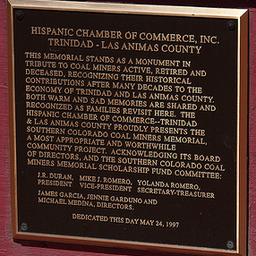 HISPANIC CHAMBER OF COMMERCE, INC.
TRINIDAD - LAS ANIMAS COUNTY
THIS MEMORIAL STANDS AS A MONUMENT IN
TRIBUTE TO COAL MINERS ACTIVE, RETIRED AND
DECEASED, RECOGNIZING THEIR HISTORICAL
CONTRIBUTIONS AFTER MANY DECADES TO THE
ECONOMY OF TRINIDAD AND LAS ANIMAS COUNTY.
BOTH WARM AND SAD MEMORIES ARE SHARED AND
RECOGNIZED AS FAMILIES REVISIT HERE. THE
HISPANIC CHAMBER OF COMMERCE--TRINIDAD
& LAS ANIMAS COUNTY PROUDLY PRESENTS THE
SOUTHERN COLORADO COAL MINERS MEMORIAL,
A MOST APPROPRIATE AND WORTHWHILE
COMMUNITY PROJECT. ACKNOWLEDGING ITS BOARD
OF DIRECTORS, AND THE SOUTHERN COLORADO COAL
MINERS MEMORIAL SCHOLARSHIP FUND COMMITTEE:
J.R. DURAN, MIKE J. ROMERO, YOLANDA ROMERO,
PRESIDENT VICE-PRESIDENT SECRETARY-TREASURER
JAMES GARCIA, JENNIE GARDUNO AND
MICHAEL MEDINA, DIRECTORS.
DEDICATED THIS DAY MAY 24, 1997